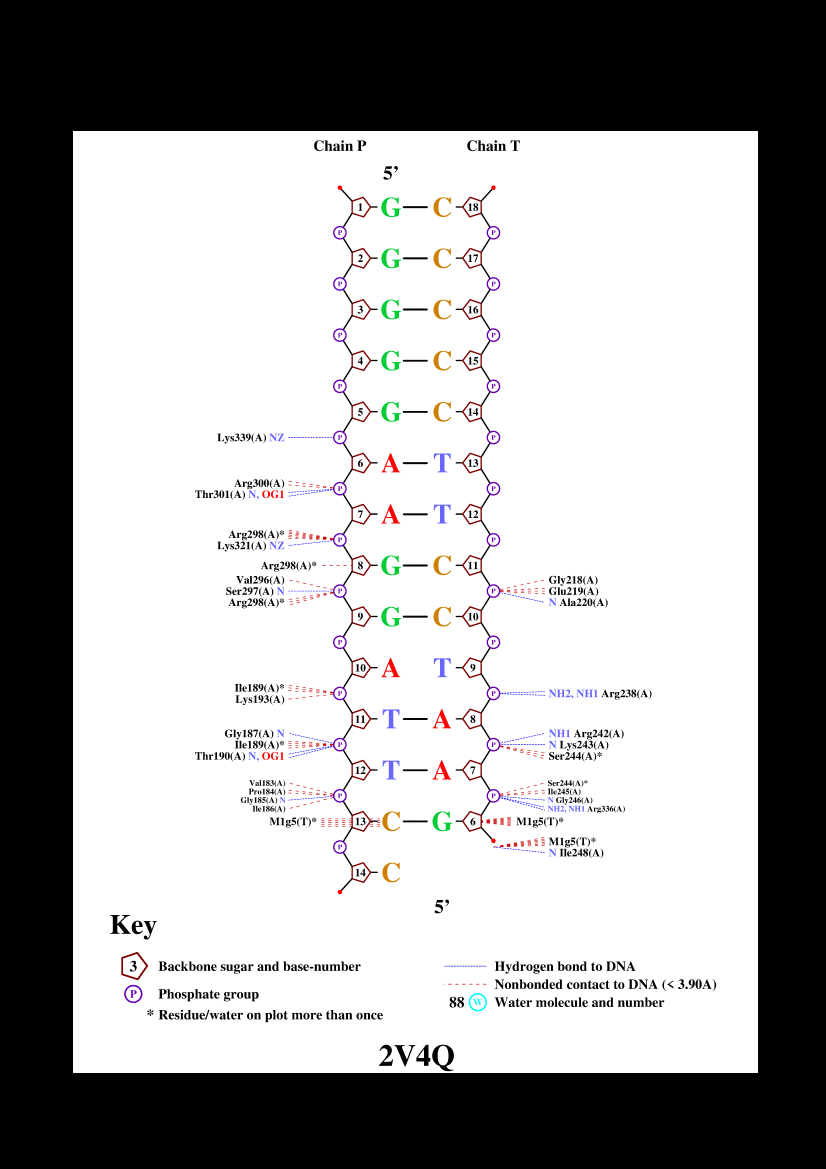 Chain P Chain T
5’
1 G C 18
P P
2 G C 17
P P
3 G C 16
P P
4 G C 15
P P
5 G C 14
Lys339(A) NZ P P
6 A T 13
Arg300(A)
P P
Thr301(A) N, OG1
7 A T 12
Arg298(A)*
P P
Lys321(A) NZ
Arg298(A)* 8 G C 11
Val296(A) Gly218(A)
Ser297(A) N P P Glu219(A)
Arg298(A)* N Ala220(A)
9 G C 10
P P
10 A T 9
Ile189(A)*
P P NH2, NH1 Arg238(A)
Lys193(A)
11 T A 8
Gly187(A) N NH1 Arg242(A)
Ile189(A)* P P N Lys243(A)
Thr190(A) N, OG1 Ser244(A)*
12 T A 7
Val183(A) Ser244(A)*
Pro184(A) P P Ile245(A)
Gly185(A) N N Gly246(A)
Ile186(A) NH2, NH1 Arg336(A)
M1g5(T)* 13 C G 6 M1g5(T)*
P M1g5(T)*
N Ile248(A)
14 C
5’
Key
3 Backbone sugar and base-number Hydrogen bond to DNA
Nonbonded contact to DNA (< 3.90A)
P Phosphate group
88 W Water molecule and number
* Residue/water on plot more than once
2V4Q